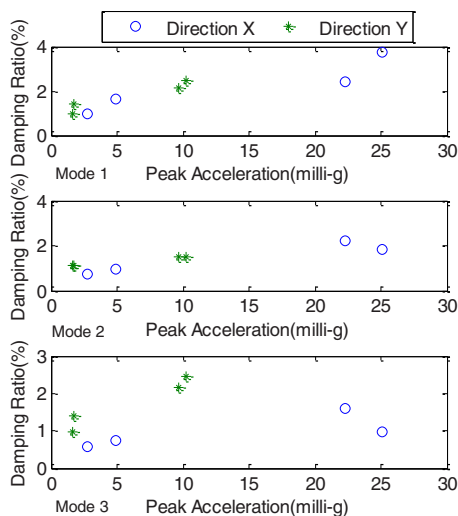 Direction X Direction Y
Damping Ratio(%)
4
2
0
0 5 10 15 20 25 30
Mode 1 Peak Acceleration(milli-g)
Damping Ratio(%)
4
2
0
0 5 10 15 20 25 30
Mode 2 Peak Acceleration(milli-g)
Damping Ratio(%)
3
2
1
0
0 5 10 15 20 25 30
Mode 3 Peak Acceleration(milli-g)